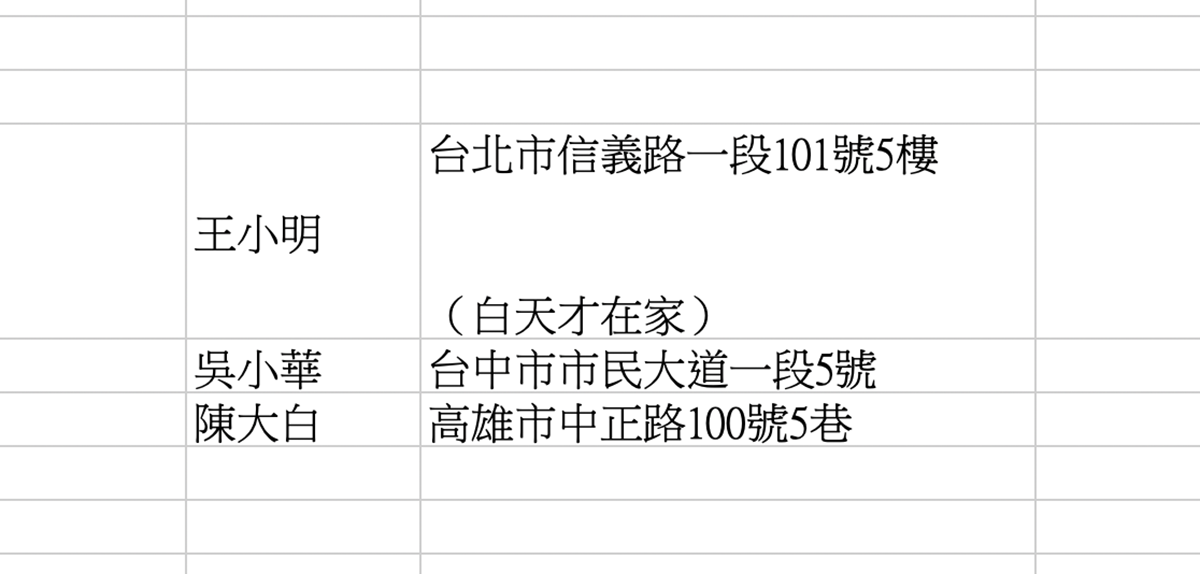 台北市信義路一段101號5樓
王小明
（白天才在家）
吳小華 台中市市民大道一段5號
陳大白 高雄市中正路100號5巷